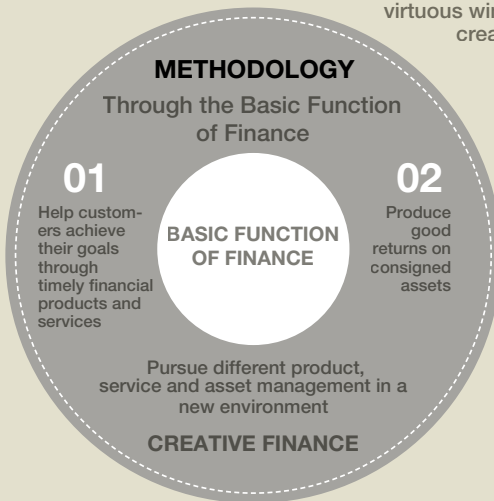 virtuous
METHODOLOGY
Through the Basic Function
of Finance
01
Help custom-
ers achieve
their goals
through
timely financial
products and
services
BASIC FUNCTION
OF FINANCE
02
Produce
good
returns on
consigned
assets
Pursue different product,
service and asset management in a
new environment
CREATIVE FINANCE